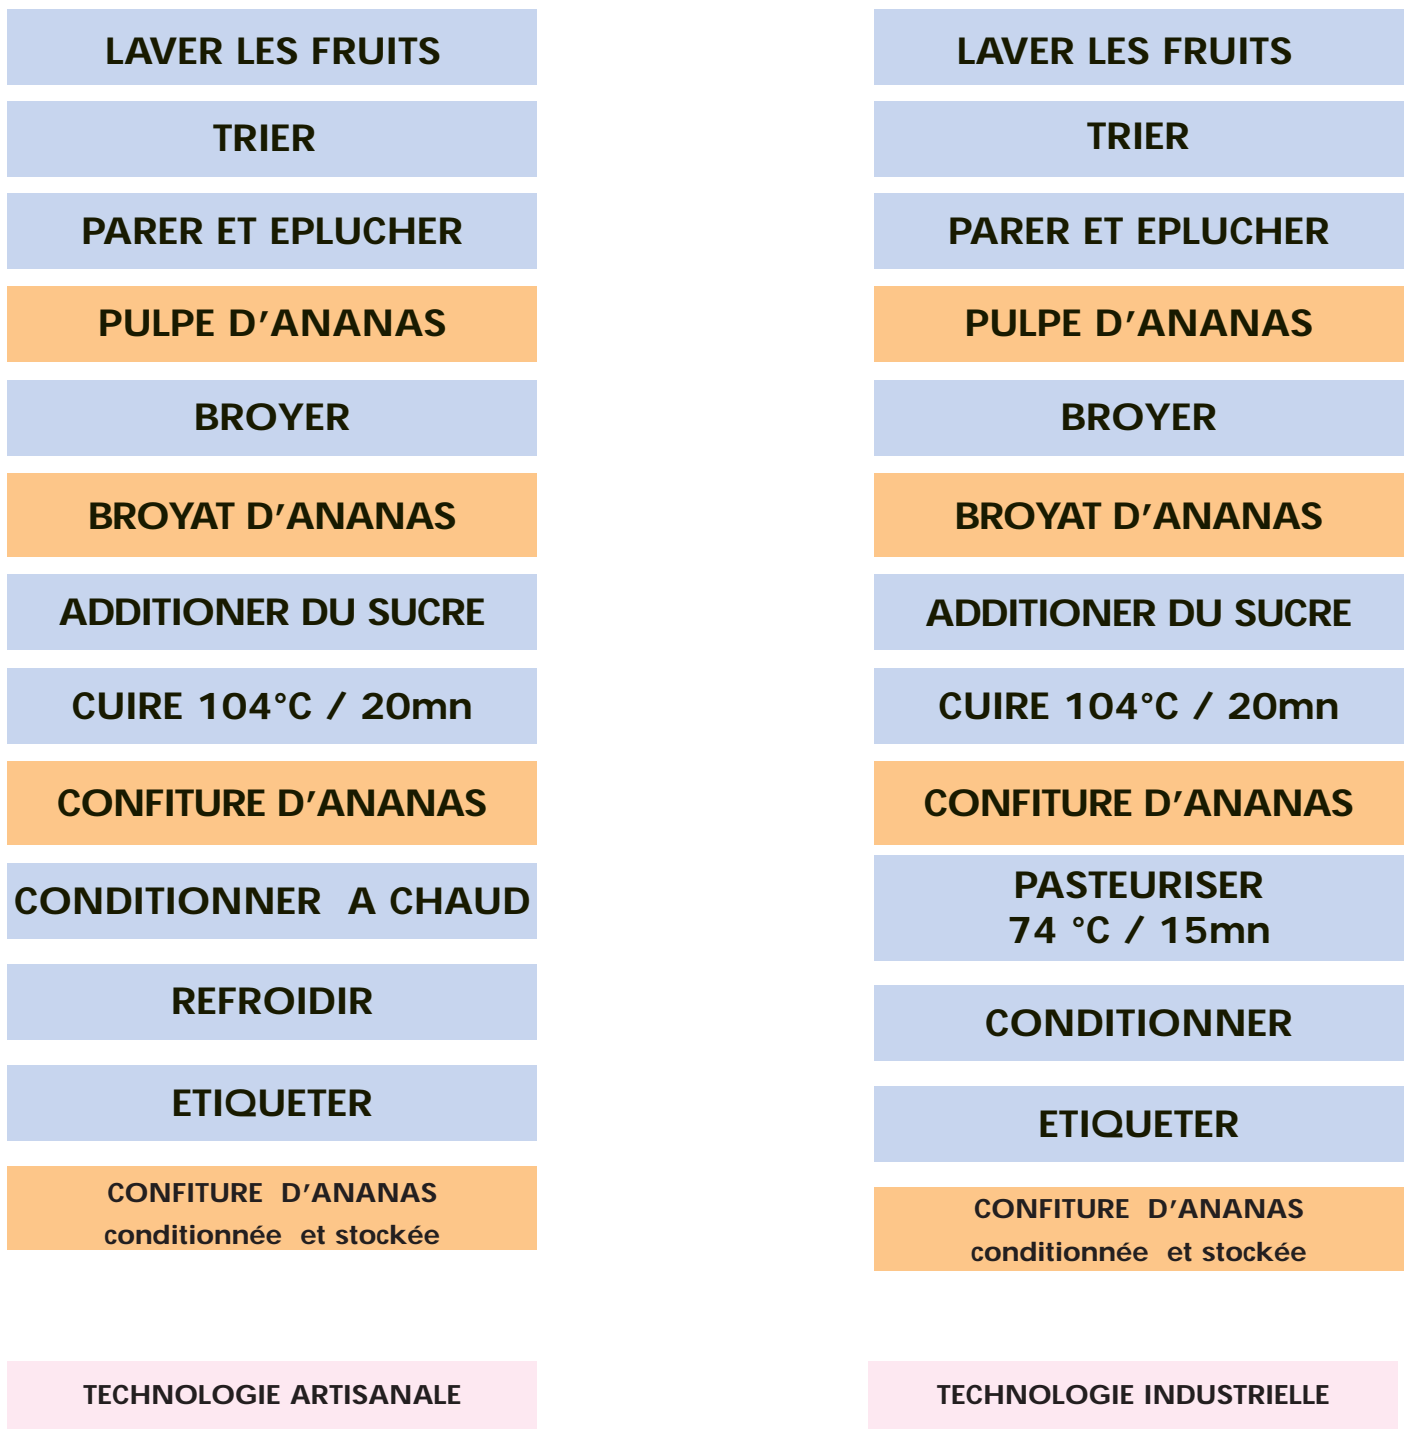 LAVER LES FRUITS
TRIER
PARER ET EPLUCHER
PULPE D’ANANAS
BROYER
BROYAT D’ANANAS
ADDITIONER DU SUCRE
CUIRE 104°C / 20mn
CONFITURE D’ANANAS
CONDITIONNER A CHAUD
REFROIDIR
ETIQUETER
CONFITURE D’ANANAS
conditionnée et stockée
TECHNOLOGIE ARTISANALE
LAVER LES FRUITS
TRIER
PARER ET EPLUCHER
PULPE D’ANANAS
BROYER
BROYAT D’ANANAS
ADDITIONER DU SUCRE
CUIRE 104°C / 20mn
CONFITURE D’ANANAS
PASTEURISER
74 °C / 15mn
CONDITIONNER
ETIQUETER
CONFITURE D’ANANAS
conditionnée et stockée
TECHNOLOGIE INDUSTRIELLE